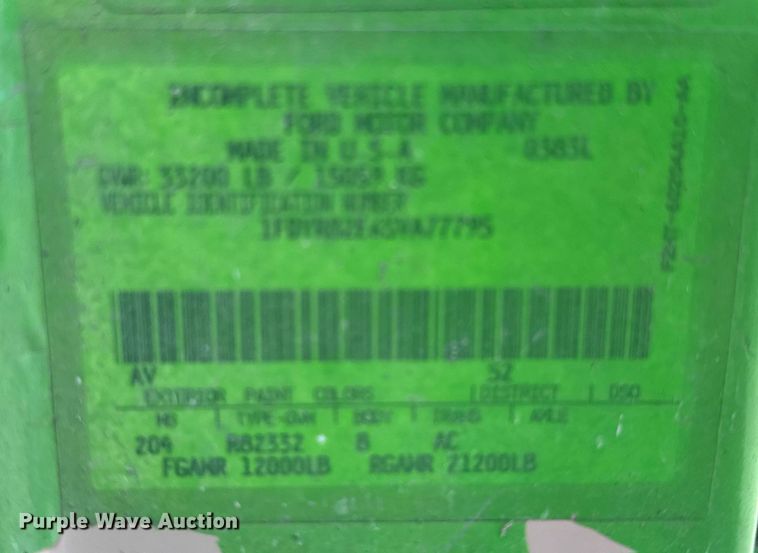 INCOMPLETE VEHICLE MANUFACTURED BY
FORD MOTOR COMPANY
MADE IN U.S.A 0383L
GVWR: 33200 LB / 15059 KG
VEHICLE IDENTIFICATION NUMBER
1FDYR82E4SVA77795
AV 52
EXTERIOR PAINT COLORS | DISTRICT | DSO
WB | TYPE-GVW | BODY | TRANS | AXLE
204 R82332 B AC
FGAWR 12000LB RGAWR 21200LB
Purple Wave Auction